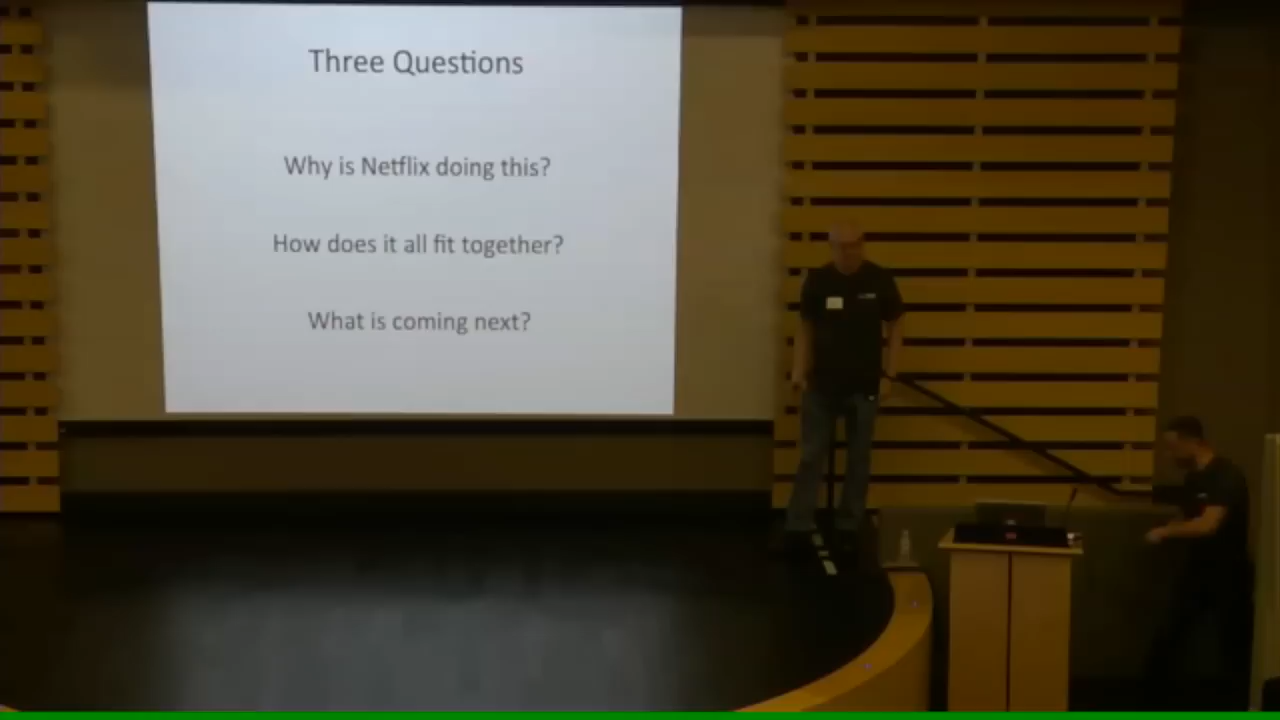 Three Questions
Why is Netflix doing this?
How does it all fit together?
What is coming next?